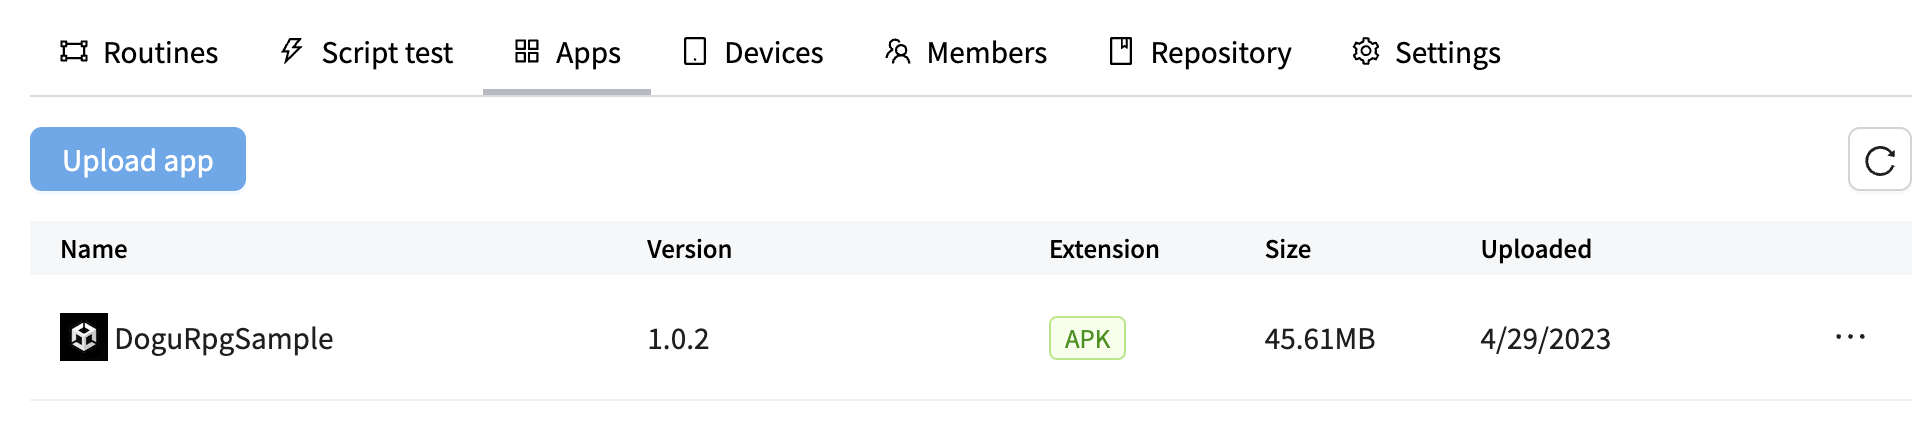 Routines Script test Apps Devices Members Repository Settings
Upload app
Name Version Extension Size Uploaded
DoguRpgSample 1.0.2 APK 45.61MB 4/29/2023